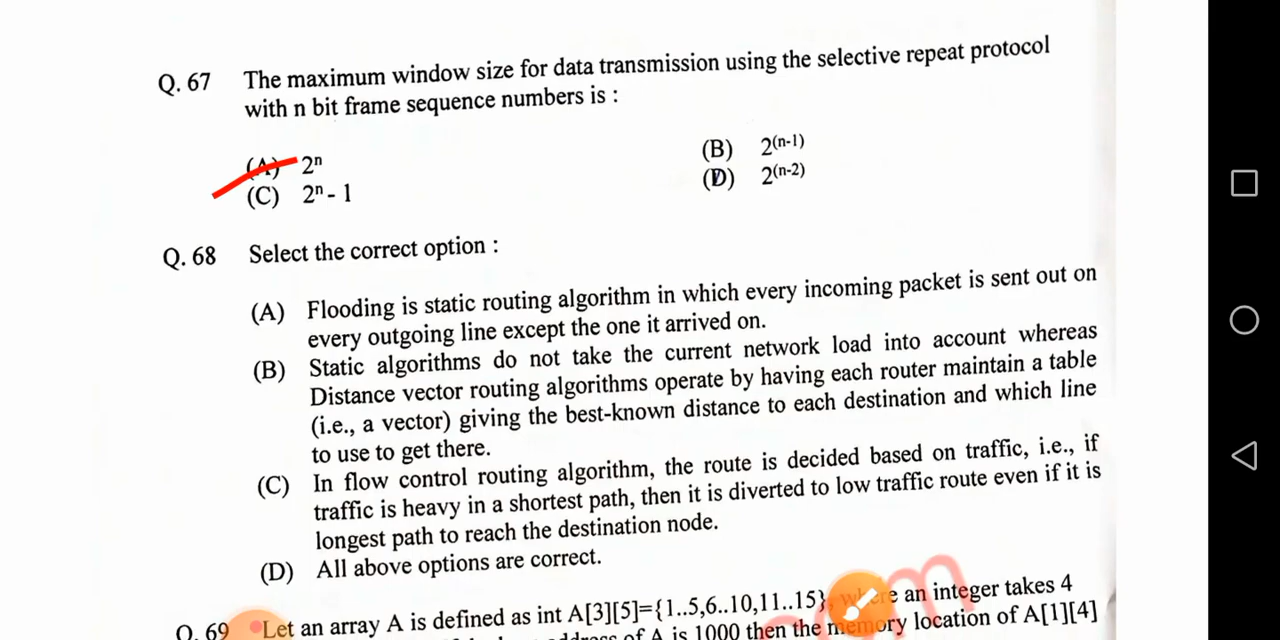 Q. 67 The maximum window size for data transmission using the selective repeat protocol
with n bit frame sequence numbers is :
(A) 2ⁿ (B) 2⁽ⁿ⁻¹⁾
(C) 2ⁿ - 1 (D) 2⁽ⁿ⁻²⁾
Q. 68 Select the correct option :
(A) Flooding is static routing algorithm in which every incoming packet is sent out on
every outgoing line except the one it arrived on.
(B) Static algorithms do not take the current network load into account whereas
Distance vector routing algorithms operate by having each router maintain a table
(i.e., a vector) giving the best-known distance to each destination and which line
to use to get there.
(C) In flow control routing algorithm, the route is decided based on traffic, i.e., if
traffic is heavy in a shortest path, then it is diverted to low traffic route even if it is
longest path to reach the destination node.
(D) All above options are correct.
Q. 69 Let an array A is defined as int A[3][5]={1..5,6..10,11..15}, where an integer takes 4
of A is 1000 then the memory location of A[1][4]